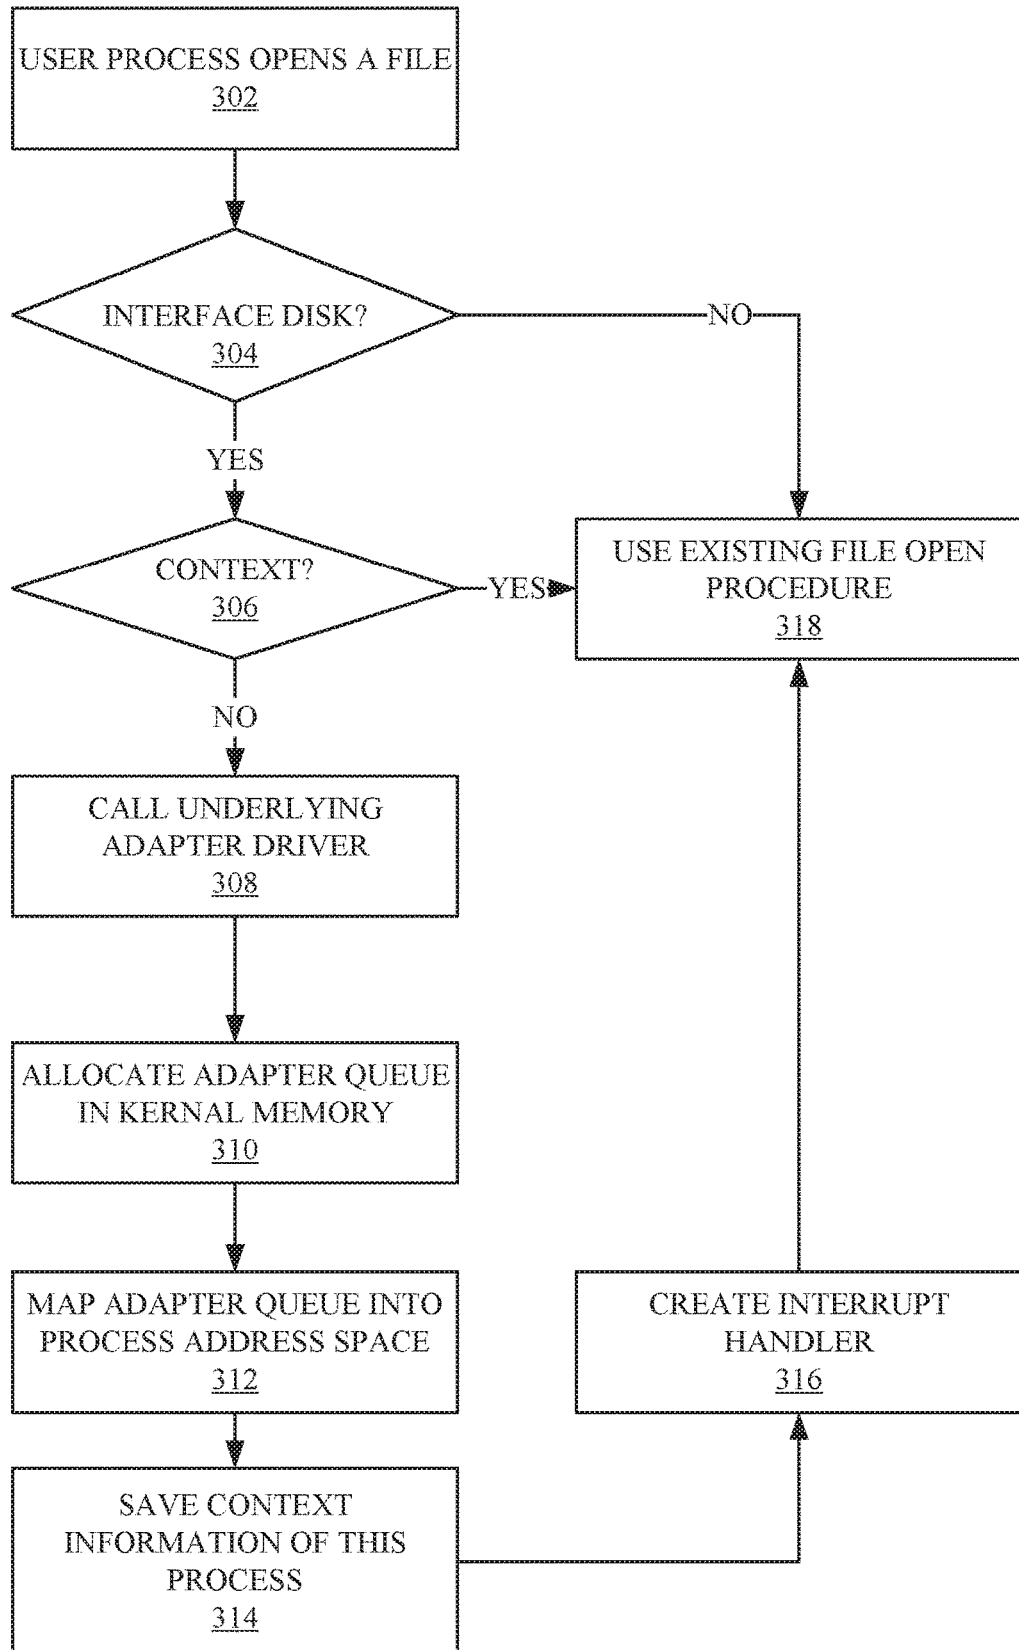 USER PROCESS OPENS A FILE
302
INTERFACE DISK?
304
NO
YES
CONTEXT?
306
YES
USE EXISTING FILE OPEN
PROCEDURE
318
NO
CALL UNDERLYING
ADAPTER DRIVER
308
ALLOCATE ADAPTER QUEUE
IN KERNAL MEMORY
310
MAP ADAPTER QUEUE INTO
PROCESS ADDRESS SPACE
312
CREATE INTERRUPT
HANDLER
316
SAVE CONTEXT
INFORMATION OF THIS
PROCESS
314